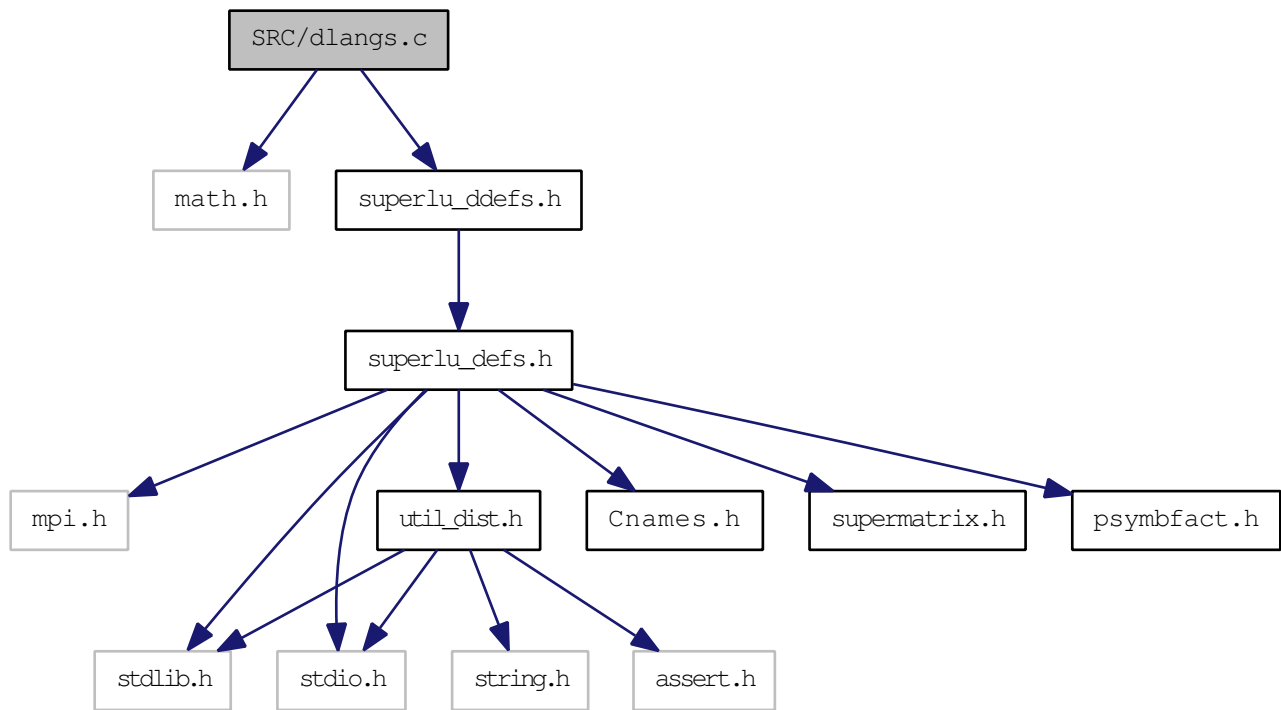 SRC/dlangs.c
math.h
superlu_ddefs.h
superlu_defs.h
mpi.h
util_dist.h
Cnames.h
supermatrix.h
psymbfact.h
stdlib.h
stdio.h
string.h
assert.h